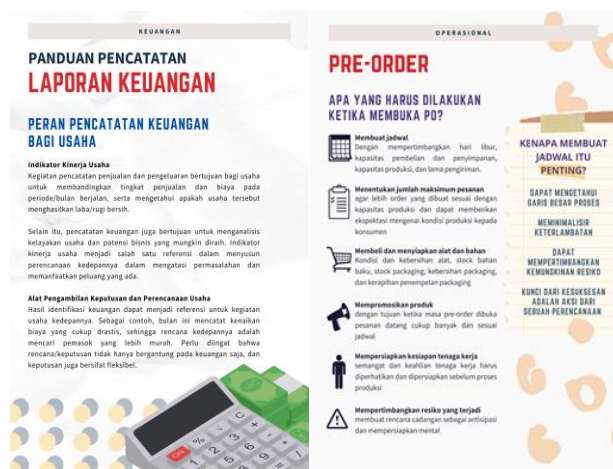 KEUANGAN
PANDUAN PENCATATAN
LAPORAN KEUANGAN
PERAN PENCATATAN KEUANGAN
BAGI USAHA
Indikator Kinerja Usaha
Kegiatan pencatatan penjualan dan pengeluaran bertujuan bagi usaha
untuk membandingkan tingkat penjualan dan biaya pada
periode/bulan berjalan, serta mengetahui apakah usaha tersebut
menghasilkan laba/rugi bersih.
Selain itu, pencatatan keuangan juga bertujuan untuk menganalisis
kelayakan usaha dan potensi bisnis yang mungkin diraih. Indikator
kinerja usaha menjadi salah satu referensi dalam menyusun
perencanaan kedepannya dalam mengatasi permasalahan dan
memanfaatkan peluang yang ada.
Alat Pengambilan Keputusan dan Perencanaan Usaha
Hasil identifikasi keuangan dapat menjadi referensi untuk kegiatan
usaha kedepannya. Sebagai contoh, bulan ini mencatat kenaikan
biaya yang cukup drastis, sehingga rencana kedepannya adalah
mencari pemasok yang lebih murah. Perlu diingat bahwa
rencana/keputusan tidak hanya bergantung pada keuangan saja, dan
keputusan juga bersifat fleksibel.
OPERASIONAL
PRE-ORDER
APA YANG HARUS DILAKUKAN
KETIKA MEMBUKA PO?
Membuat jadwal
Dengan mempertimbangkan hari libur,
kapasitas pembelian dan penyimpanan,
kapasitas produksi, dan lama pengiriman.
Menentukan jumlah maksimum pesanan
agar lebih order yang dibuat sesuai dengan
kapasitas produksi dan dapat memberikan
ekspektasi mengenai kondisi produksi kepada
konsumen
Membeli dan menyiapkan alat dan bahan
Kondisi dan kebersihan alat, stock bahan
baku, stock packaging, kebersihan packaging,
dan kerapihan penempelan packaging
Mempromosikan produk
dengan tujuan ketika masa pre-order dibuka
pesanan datang cukup banyak dan sesuai
jadwal
Mempersiapkan kesiapan tenaga kerja
semangat dan keahlian tenaga kerja harus
diperhatikan dan dipersiapkan sebelum proses
produksi
Mempertimbangkan resiko yang terjadi
membuat rencana cadangan sebagai antisipasi
dan mempersiapkan mental
KENAPA MEMBUAT
JADWAL ITU
PENTING?
DAPAT MENGETAHUI
GARIS BESAR PROSES
MEMINIMALISIR
KETERLAMBATAN
DAPAT
MEMPERTIMBANGKAN
KEMUNGKINAN RESIKO
KUNCI DARI KESUKSESAN
ADALAH AKSI DARI
SEBUAH PERENCANAAN